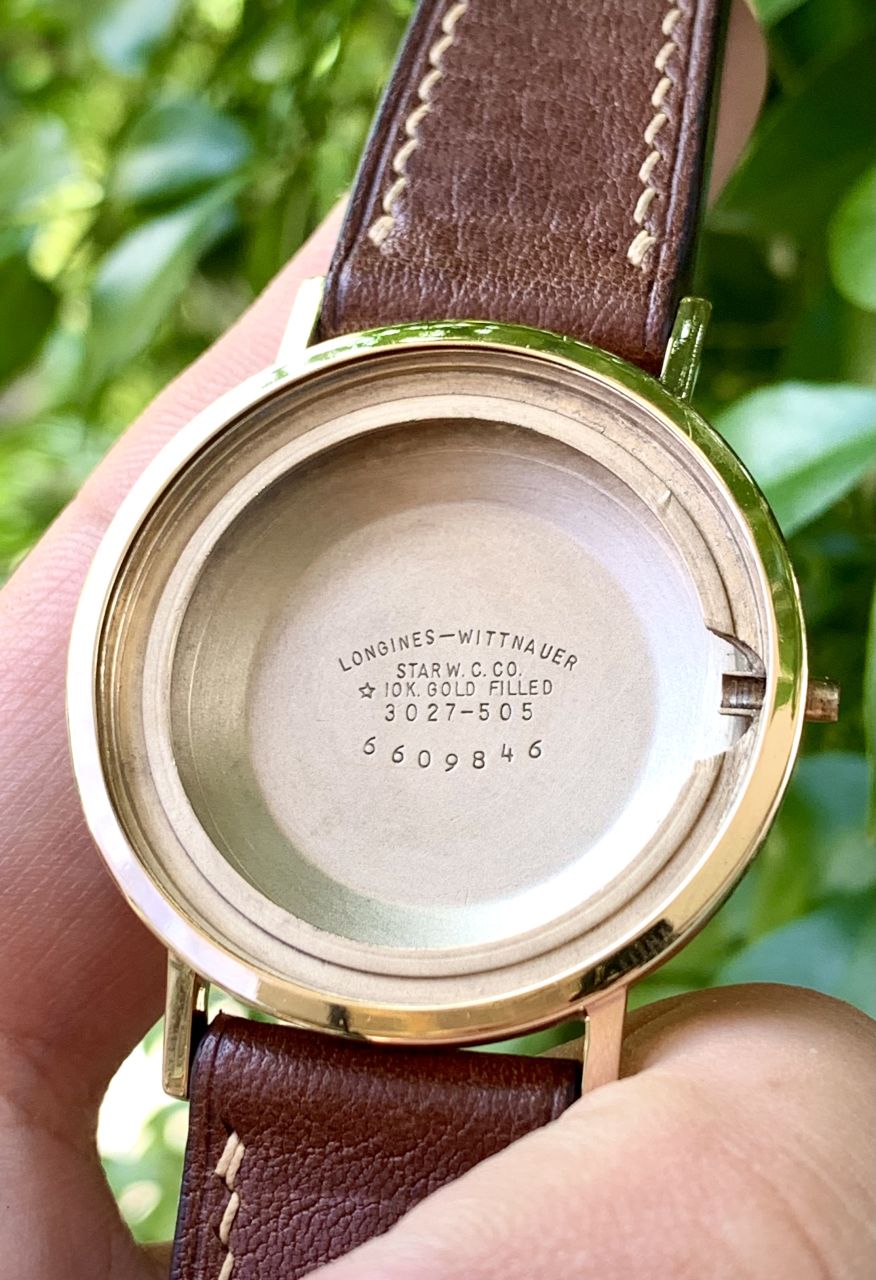 LONGINES-WITTNAUER
STAR W. C. CO.
☆ 10K. GOLD FILLED
3027-505
6609846